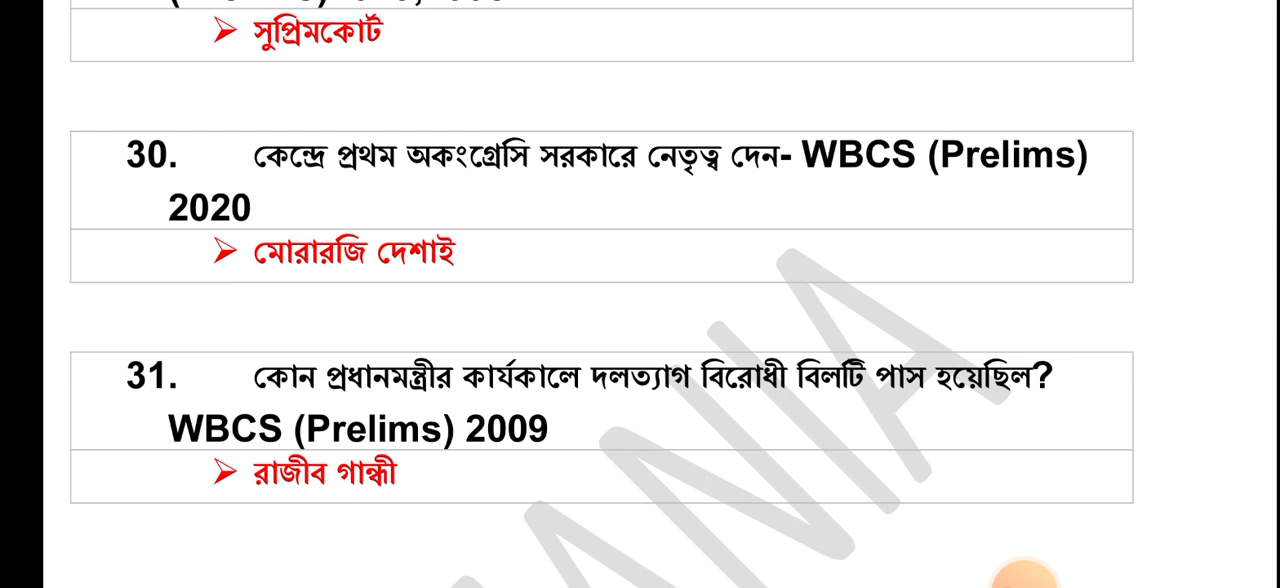 সুপ্রিমকোর্ট
30. কেন্দ্রে প্রথম অকংগ্রেসি সরকারে নেতৃত্ব দেন- WBCS (Prelims)
2020
মোরারজি দেশাই
31. কোন প্রধানমন্ত্রীর কার্যকালে দলত্যাগ বিরোধী বিলটি পাস হয়েছিল?
WBCS (Prelims) 2009
রাজীব গান্ধী